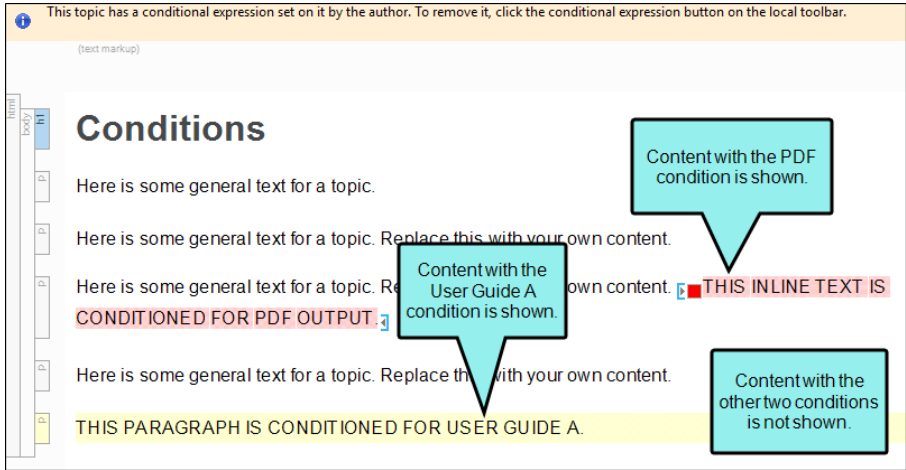 This topic has a conditional expression set on it by the author. To remove it, click the conditional expression button on the local toolbar.
(text markup)
html
body
h1
Conditions
Content with the PDF
condition is shown.
p
Here is some general text for a topic.
p
Here is some general text for a topic. Replace this with your own content.
Content with the
User Guide A
condition is shown.
p
Here is some general text for a topic. Re own content. THIS INLINE TEXT IS
CONDITIONED FOR PDF OUTPUT.
p
Here is some general text for a topic. Replace th with your own content.
Content with the
other two conditions
is not shown.
p
THIS PARAGRAPH IS CONDITIONED FOR USER GUIDE A.